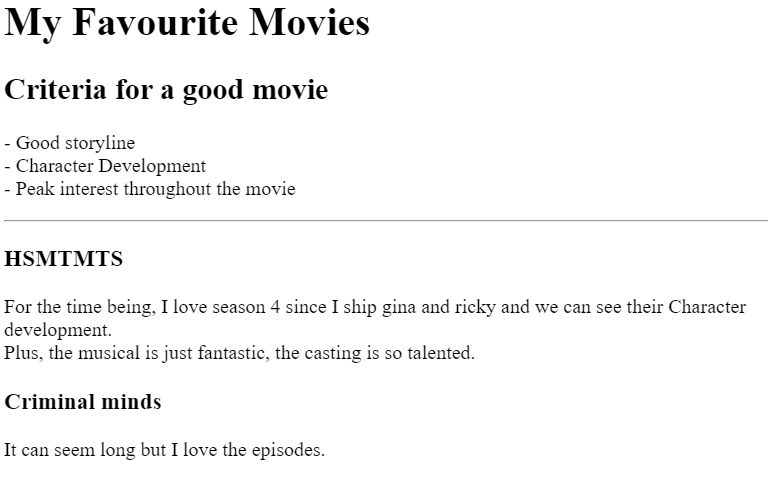 My Favourite Movies
Criteria for a good movie
- Good storyline
- Character Development
- Peak interest throughout the movie
HSMTMTS
For the time being, I love season 4 since I ship gina and ricky and we can see their Character
development.
Plus, the musical is just fantastic, the casting is so talented.
Criminal minds
It can seem long but I love the episodes.